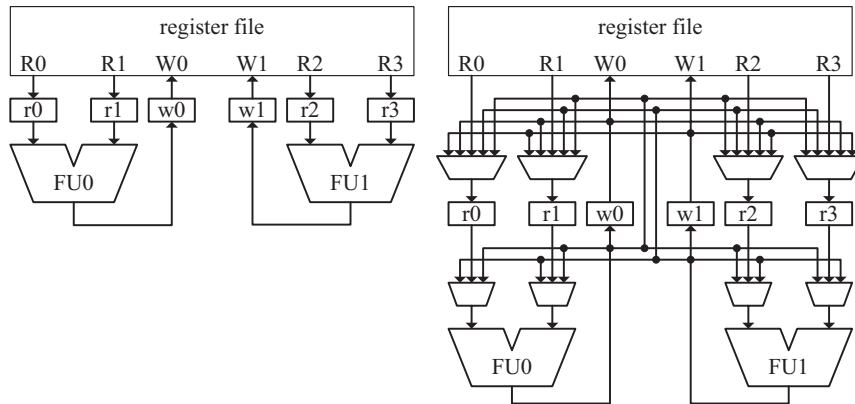 register file
R0 R1 W0 W1 R2 R3
r0 r1 w0 w1 r2 r3
FU0 FU1
register file
R0 R1 W0 W1 R2 R3
r0 r1 w0 w1 r2 r3
FU0 FU1